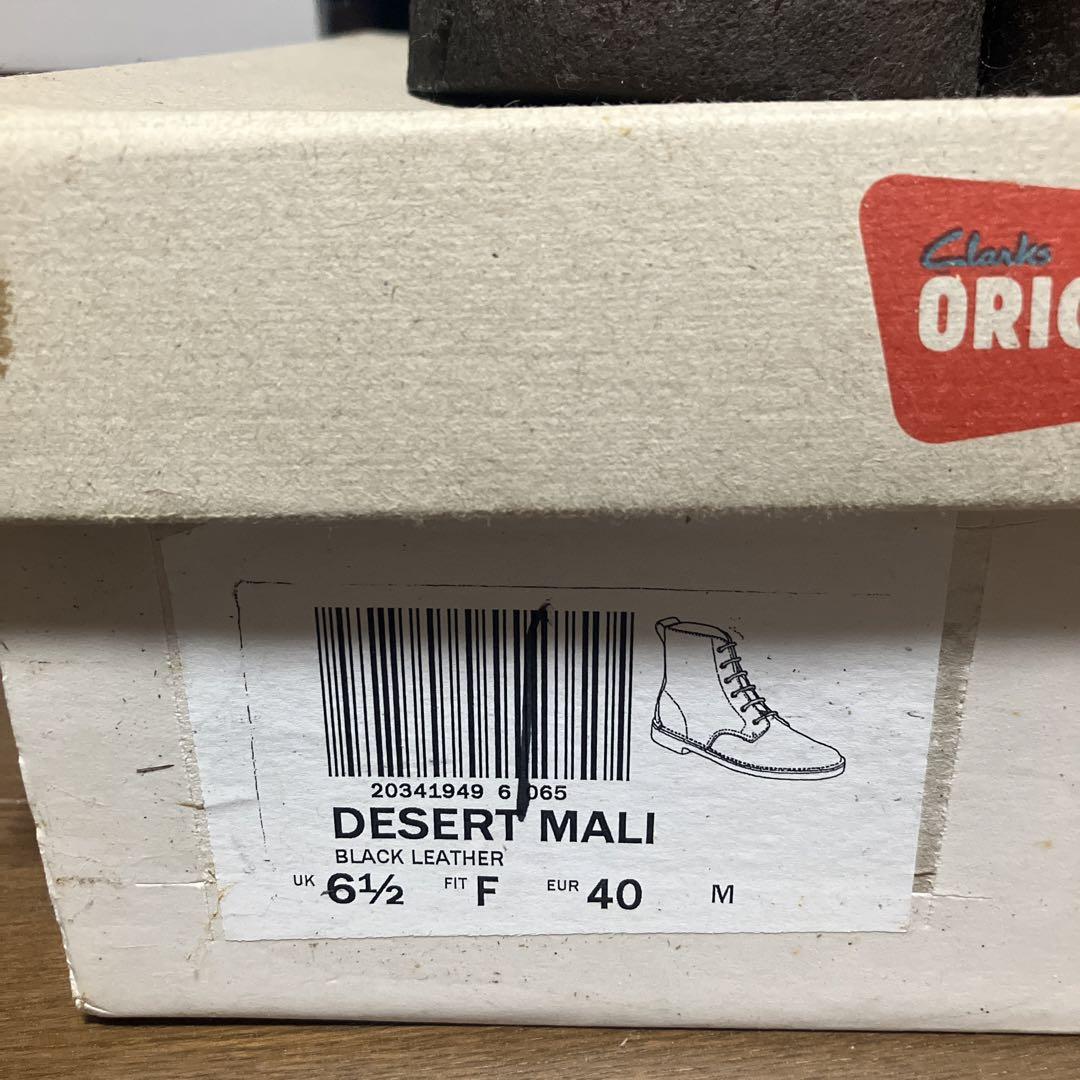 Clarks
ORIG
20341949 6 065
DESERT MALI
BLACK LEATHER
UK 6½ FIT F EUR 40 M